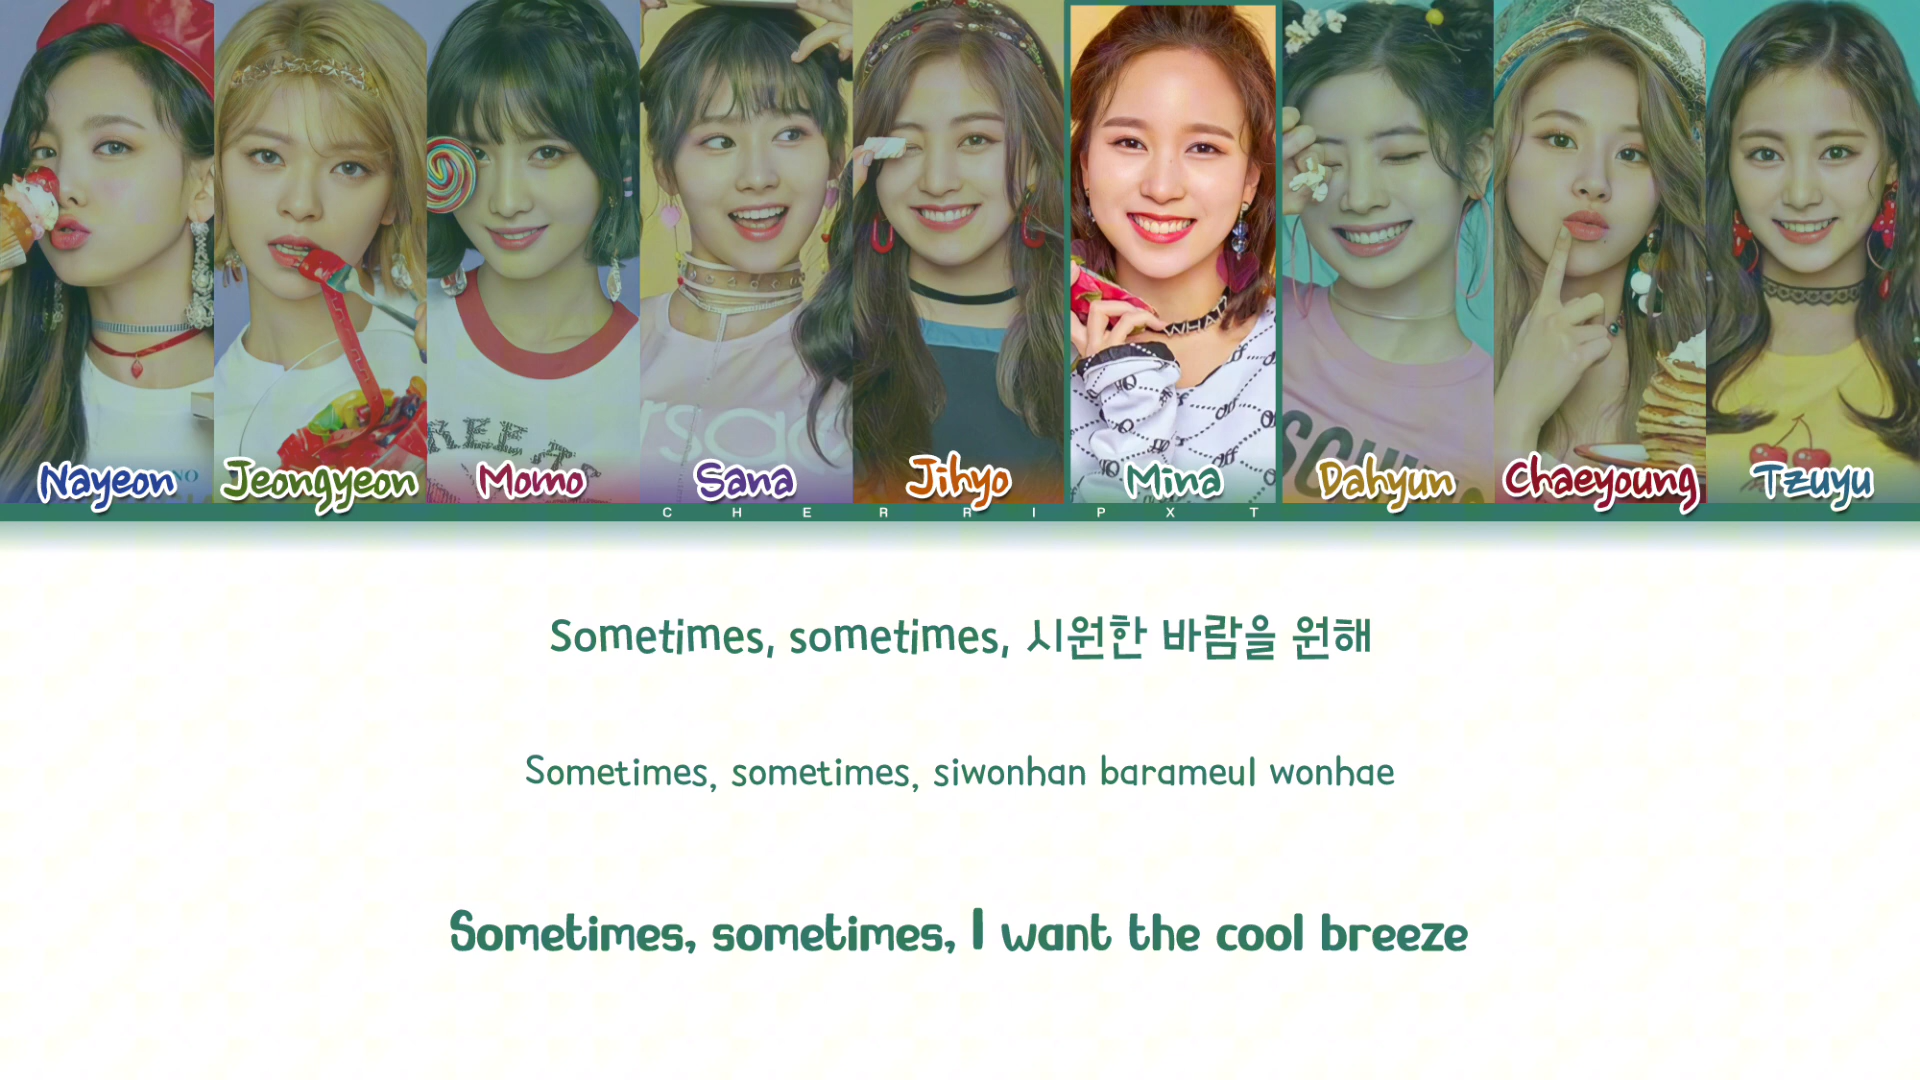 Nayeon Jeongyeon Momo Sana Jihyo Mina Dahyun Chaeyoung Tzuyu
CHERRIPXT
Sometimes, sometimes, 시원한 바람을 원해
Sometimes, sometimes, siwonhan barameul wonhae
Sometimes, sometimes, I want the cool breeze